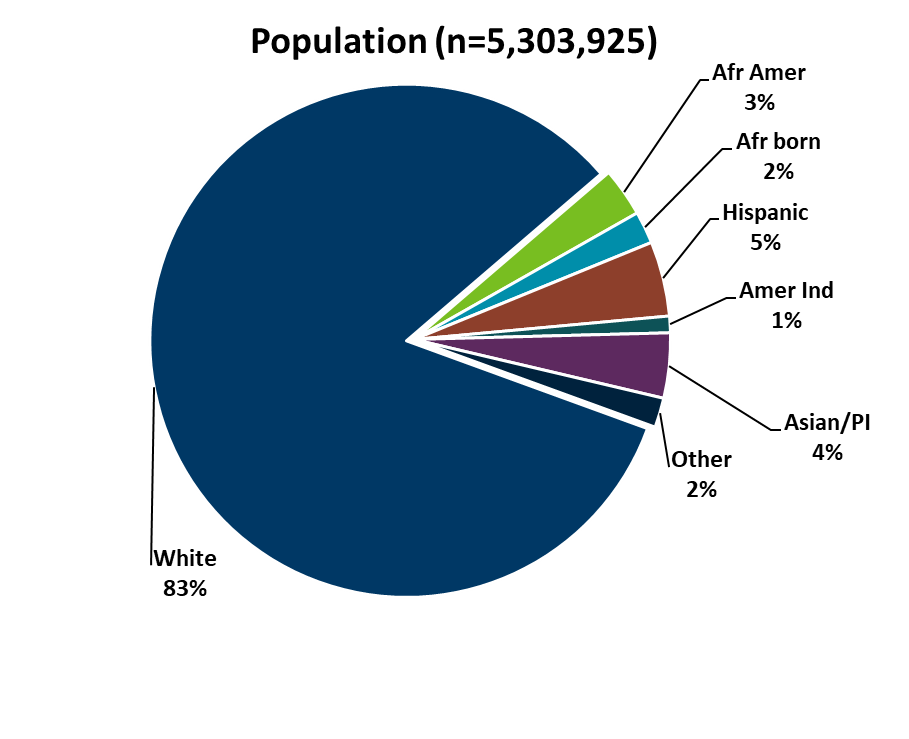 Population (n=5,303,925)
Afr Amer
3%
Afr born
2%
Hispanic
5%
Amer Ind
1%
Asian/PI
4%
Other
2%
White
83%